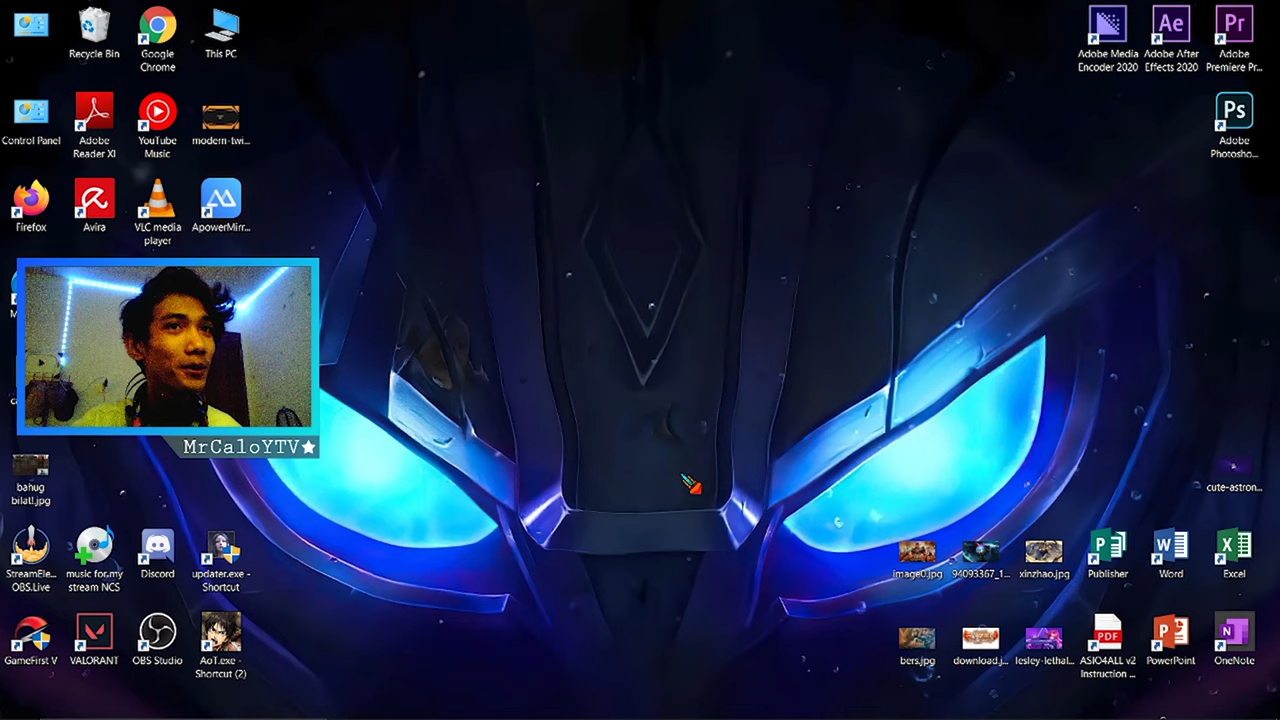 Recycle Bin
Google
Chrome
This PC
Adobe Media
Encoder 2020
Adobe After
Effects 2020
Adobe
Premiere Pr...
Ae
Pr
Control Panel
Adobe
Reader XI
YouTube
Music
modern-twi...
Ps
Adobe
Photosho...
Firefox
Avira
VLC media
player
ApowerMirr...
MrCaloYTV
bahug
bilat!.jpg
cute-astron...
StreamEle...
OBS.Live
music for my
stream NCS
Discord
updater.exe -
Shortcut
image0.jpg
94093367_1...
xinzhao.jpg
Publisher
Word
Excel
GameFirst V
VALORANT
OBS Studio
AoT.exe -
Shortcut (2)
bers.jpg
download.j...
lesley-lethal...
PDF
ASIO4ALL v2
Instruction ...
PowerPoint
OneNote